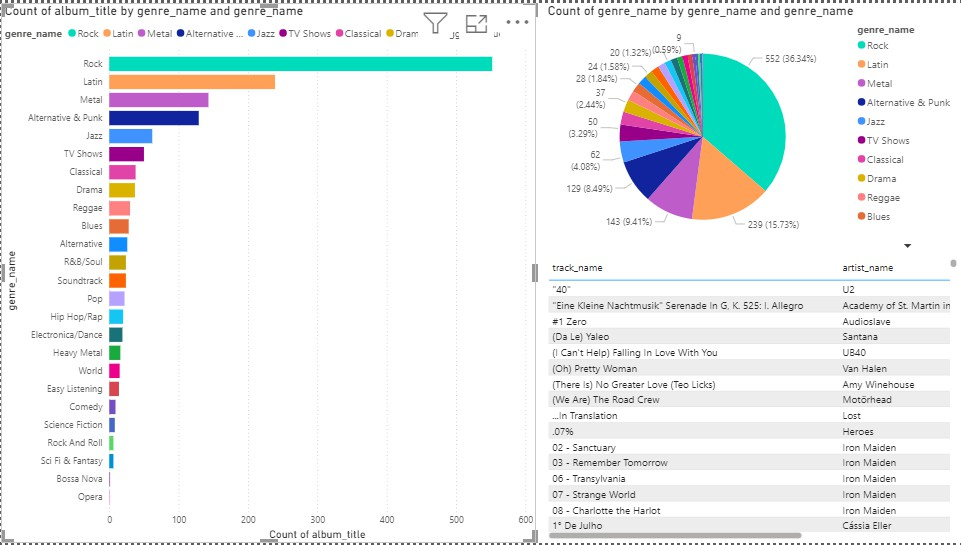 Count of album_title by genre_name and genre_name
genre_name Rock Latin Metal Alternative ... Jazz TV Shows Classical Dram
Rock
Latin
Metal
Alternative & Punk
Jazz
TV Shows
Classical
Drama
Reggae
Blues
Alternative
R&B/Soul
Soundtrack
Pop
Hip Hop/Rap
Electronica/Dance
Heavy Metal
World
Easy Listening
Comedy
Science Fiction
Rock And Roll
Sci Fi & Fantasy
Bossa Nova
Opera
genre_name
0 100 200 300 400 500 600
Count of album_title
Count of genre_name by genre_name and genre_name
552 (36.34%)
239 (15.73%)
143 (9.41%)
129 (8.49%)
62
(4.08%)
50
(3.29%)
37
(2.44%)
28 (1.84%)
24 (1.58%)
20 (1.32%)
9
(0.59%)
genre_name
Rock
Latin
Metal
Alternative & Punk
Jazz
TV Shows
Classical
Drama
Reggae
Blues
track_name artist_name
"40" U2
"Eine Kleine Nachtmusik" Serenade In G, K. 525: I. Allegro Academy of St. Martin in
#1 Zero Audioslave
(Da Le) Yaleo Santana
(I Can't Help) Falling In Love With You UB40
(Oh) Pretty Woman Van Halen
(There Is) No Greater Love (Teo Licks) Amy Winehouse
(We Are) The Road Crew Motörhead
...In Translation Lost
.07% Heroes
02 - Sanctuary Iron Maiden
03 - Remember Tomorrow Iron Maiden
06 - Transylvania Iron Maiden
07 - Strange World Iron Maiden
08 - Charlotte the Harlot Iron Maiden
1° De Julho Cássia Eller